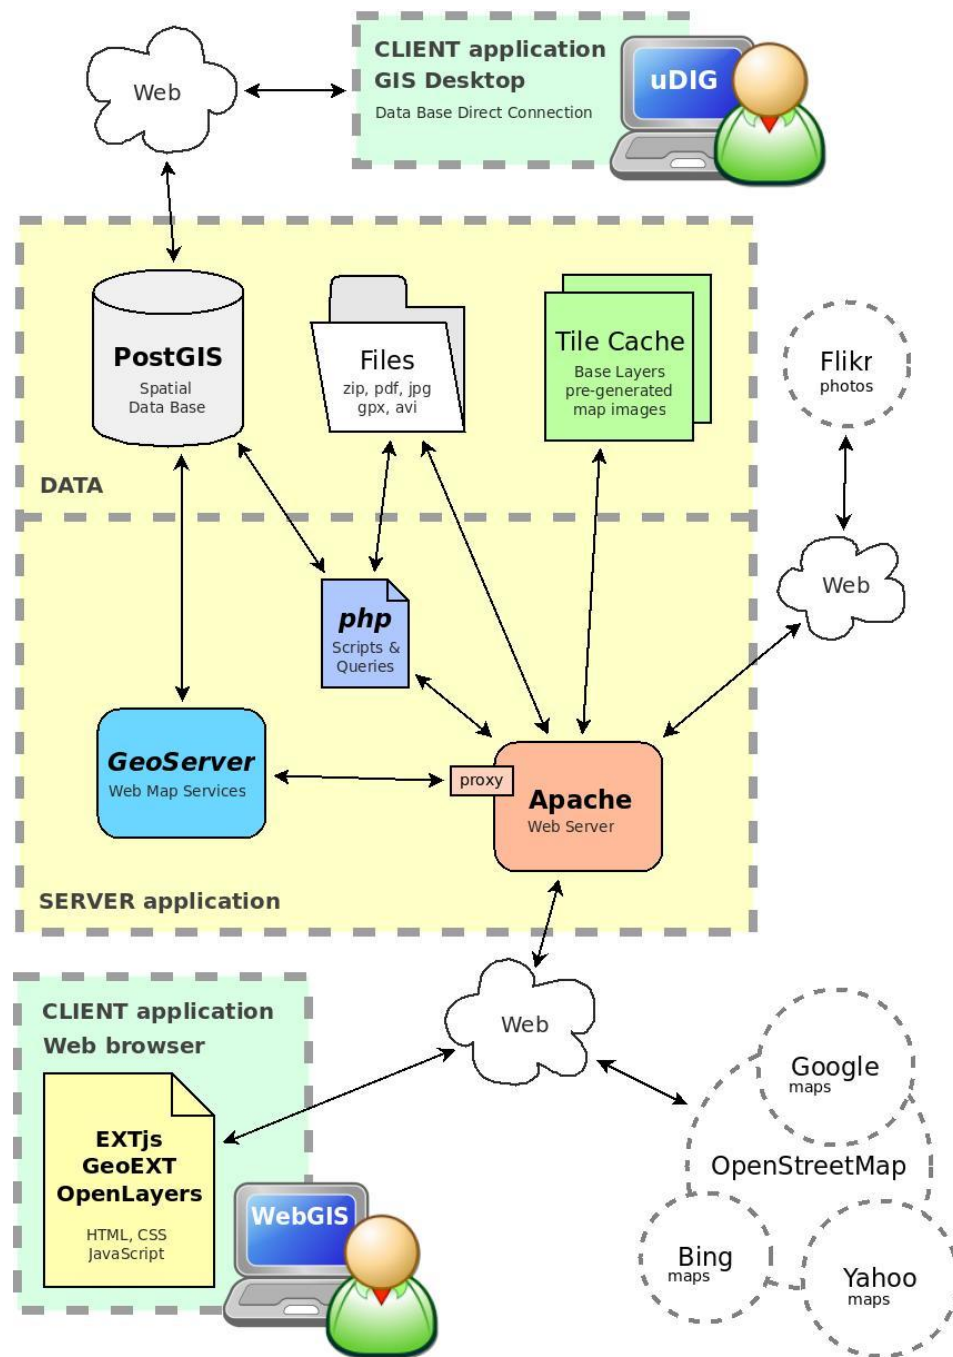 Web
CLIENT application
GIS Desktop
Data Base Direct Connection
uDIG
PostGIS
Spatial
Data Base
Files
zip, pdf, jpg
gpx, avi
Tile Cache
Base Layers
pre-generated
map images
Flikr
photos
DATA
Web
php
Scripts &
Queries
GeoServer
Web Map Services
proxy
Apache
Web Server
SERVER application
Web
CLIENT application
Web browser
EXTjs
GeoEXT
OpenLayers
HTML, CSS
JavaScript
WebGIS
Google
maps
OpenStreetMap
Bing
maps
Yahoo
maps